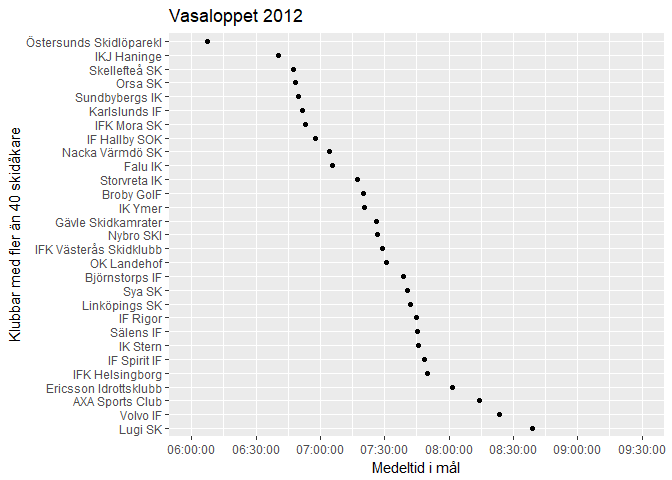 Vasaloppet 2012
Klubbar med fler än 40 skidåkare
Östersunds Skidlöparekl
IKJ Haninge
Skellefteå SK
Orsa SK
Sundbybergs IK
Karlslunds IF
IFK Mora SK
IF Hallby SOK
Nacka Värmdö SK
Falu IK
Storvreta IK
Broby GoIF
IK Ymer
Gävle Skidkamrater
Nybro SKI
IFK Västerås Skidklubb
OK Landehof
Björnstorps IF
Sya SK
Linköpings SK
IF Rigor
Sälens IF
IK Stern
IF Spirit IF
IFK Helsingborg
Ericsson Idrottsklubb
AXA Sports Club
Volvo IF
Lugi SK
06:00:00 06:30:00 07:00:00 07:30:00 08:00:00 08:30:00 09:00:00 09:30:00
Medeltid i mål